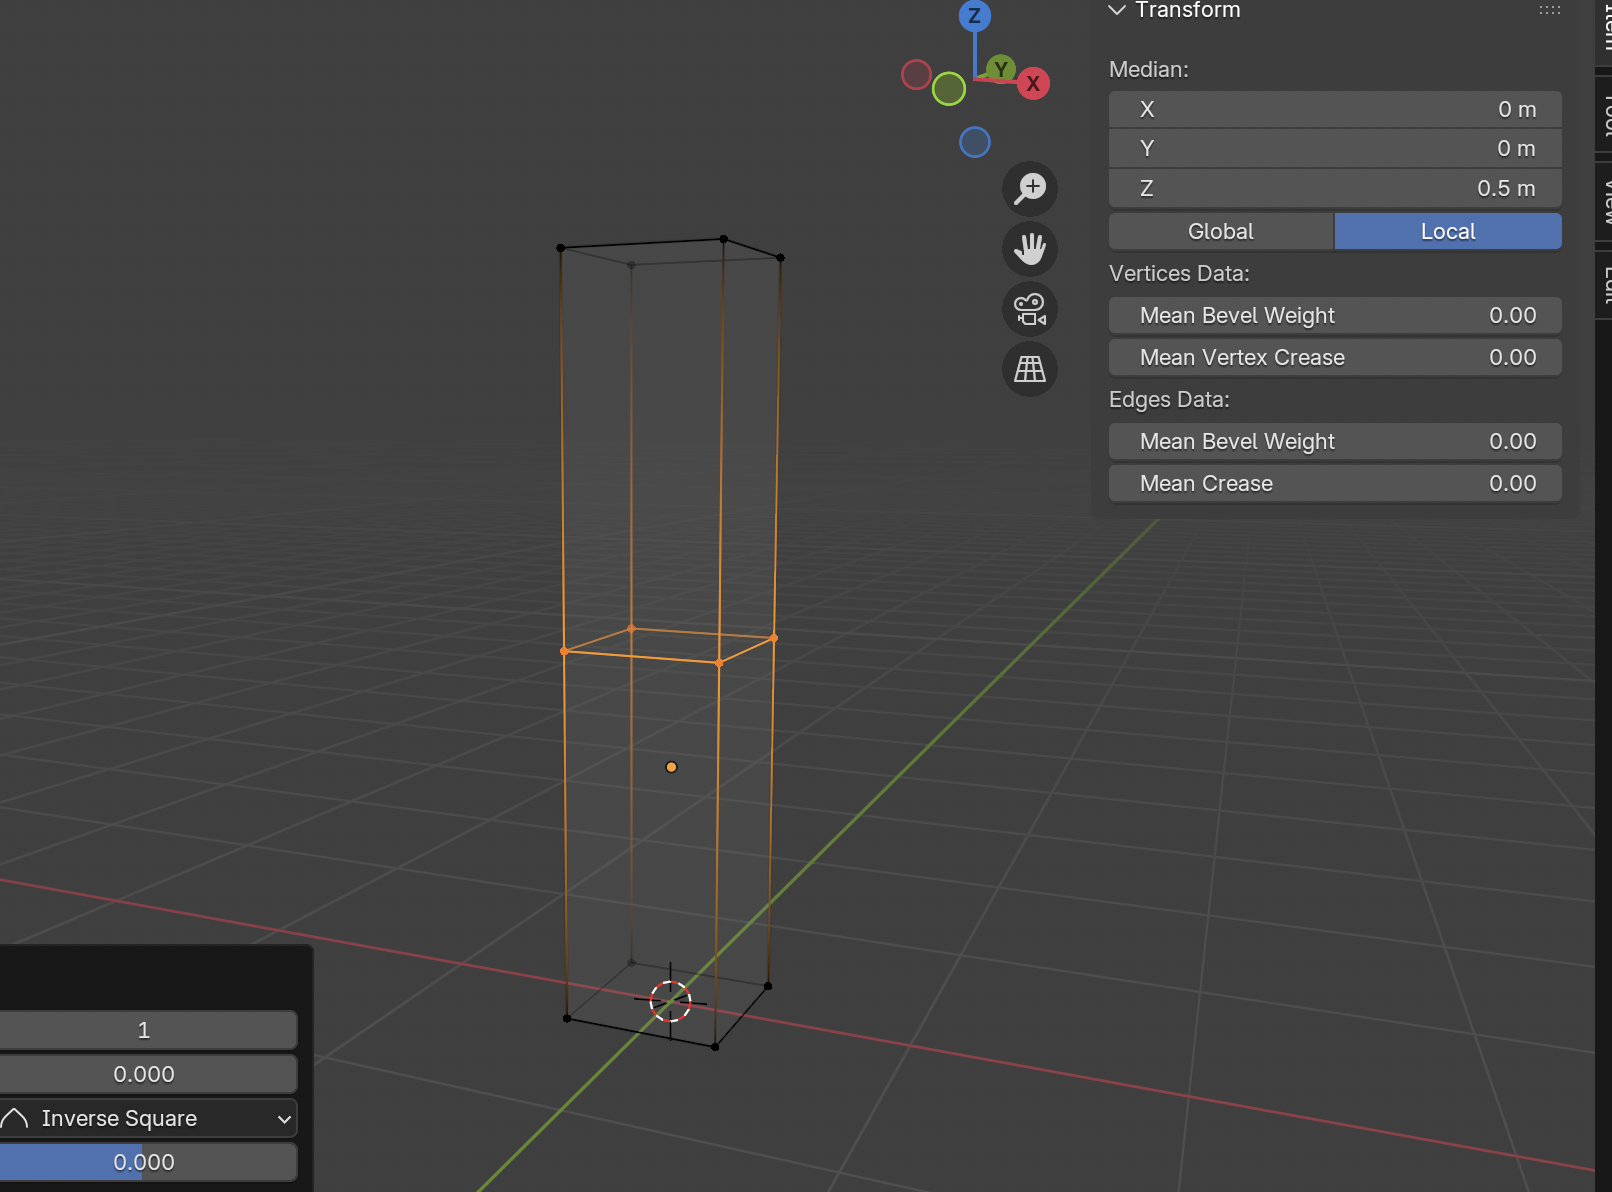 Transform
Z
Y
X
Median:
X 0 m
Y 0 m
Z 0.5 m
Global Local
Vertices Data:
Mean Bevel Weight 0.00
Mean Vertex Crease 0.00
Edges Data:
Mean Bevel Weight 0.00
Mean Crease 0.00
Item
Tool
View
Edit
1
0.000
Inverse Square
0.000